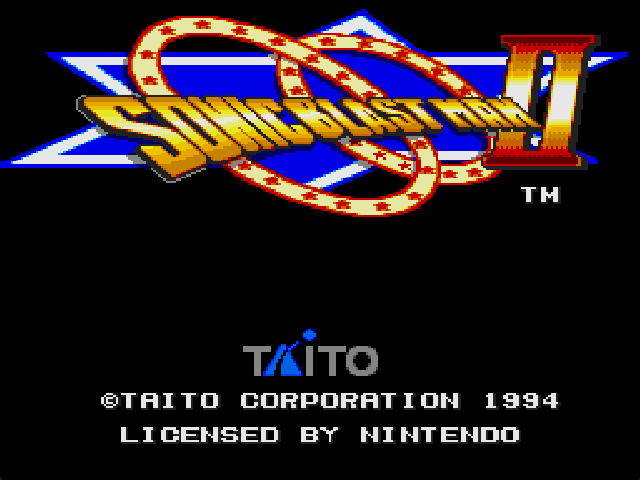 SONIC BLAST MAN II
TM
TAITO
©TAITO CORPORATION 1994
LICENSED BY NINTENDO